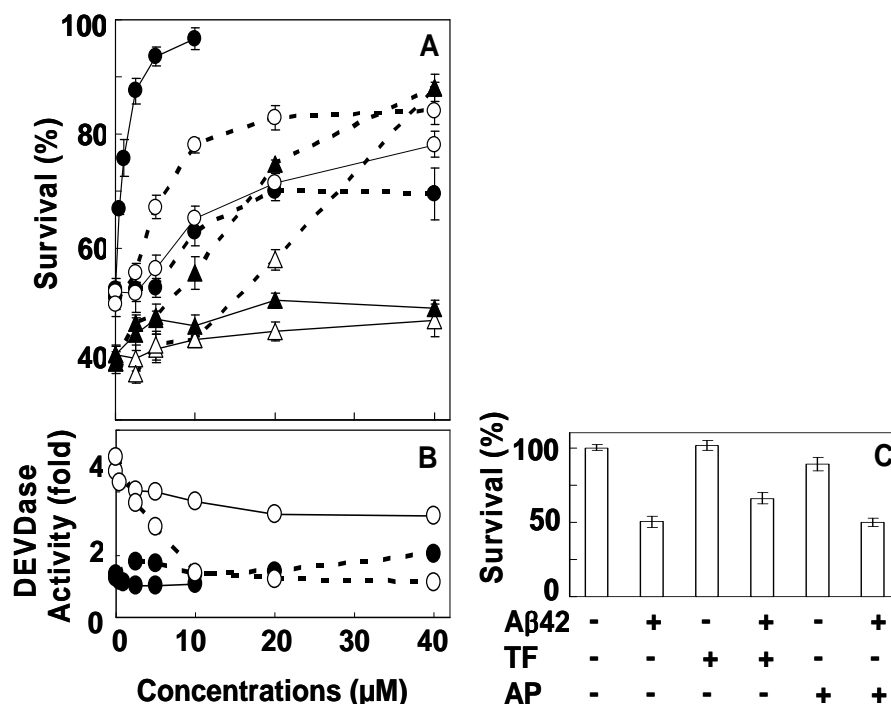 A
Survival (%)
100
80
60
40
B
DEVDase
Activity (fold)
4
2
0
0 10 20 30 40
Concentrations (µM)
C
Survival (%)
100
50
0
Aβ42 - + - + - +
TF - - + + - -
AP - - - - + +